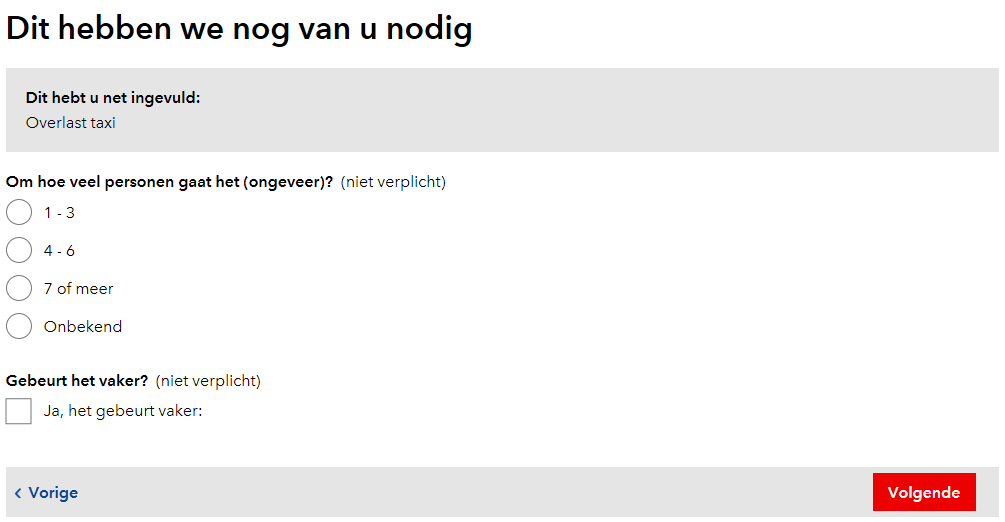 Dit hebben we nog van u nodig
Dit hebt u net ingevuld:
Overlast taxi
Om hoe veel personen gaat het (ongeveer)? (niet verplicht)
1 - 3
4 - 6
7 of meer
Onbekend
Gebeurt het vaker? (niet verplicht)
Ja, het gebeurt vaker:
Vorige
Volgende